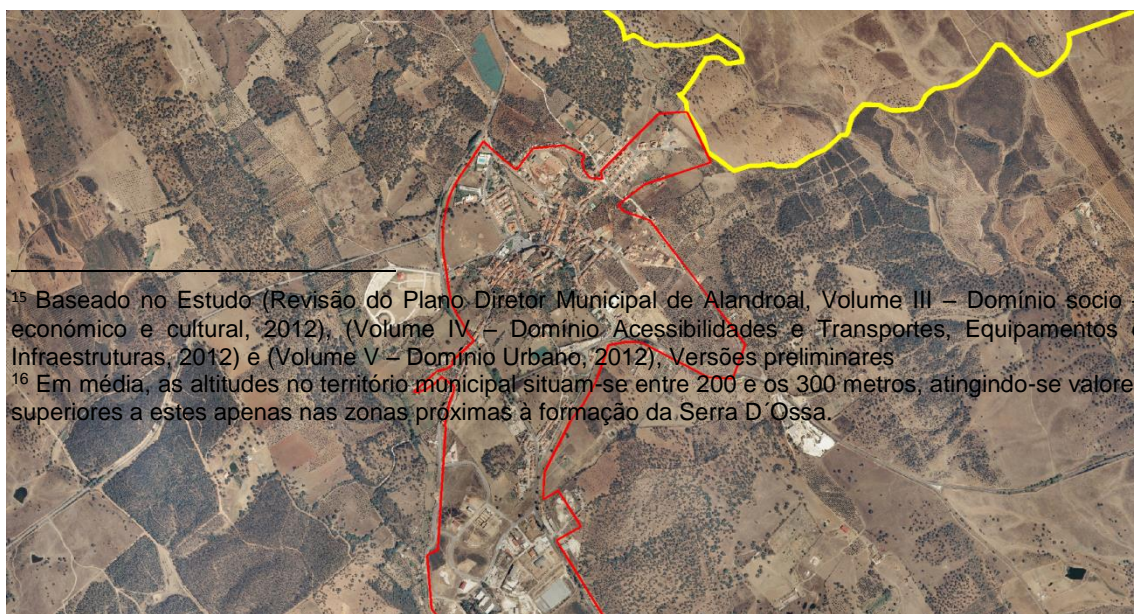 ¹⁵ Baseado no Estudo (Revisão do Plano Diretor Municipal de Alandroal, Volume III – Domínio socio -
económico e cultural, 2012), (Volume IV – Domínio Acessibilidades e Transportes, Equipamentos e
Infraestruturas, 2012) e (Volume V – Domínio Urbano, 2012), Versões preliminares
¹⁶ Em média, as altitudes no território municipal situam-se entre 200 e os 300 metros, atingindo-se valore
superiores a estes apenas nas zonas próximas à formação da Serra D´Ossa.